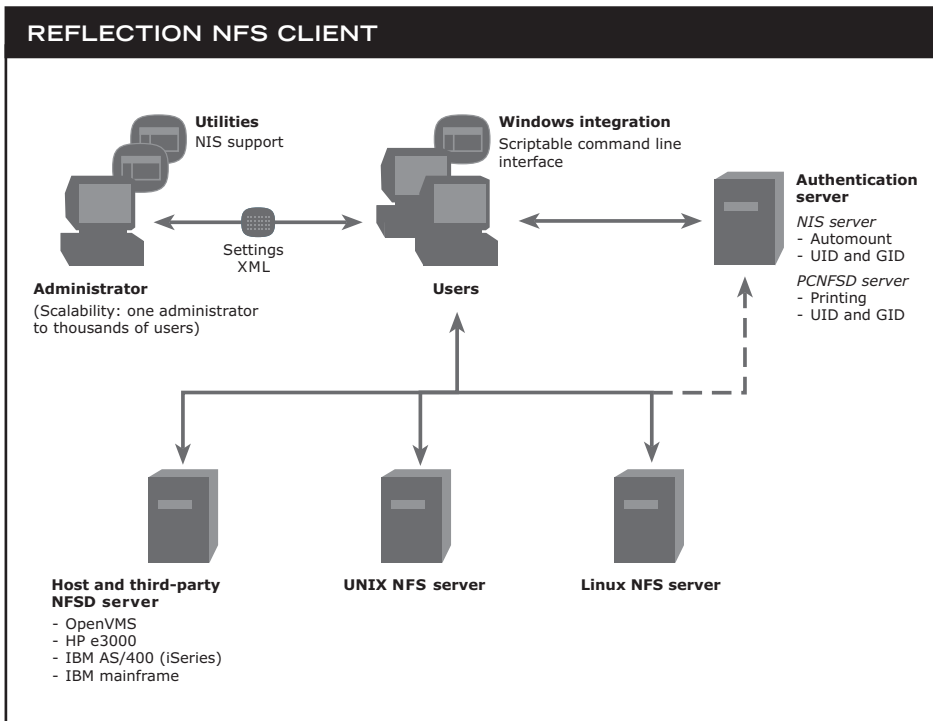 REFLECTION NFS CLIENT
Utilities
NIS support
Windows integration
Scriptable command line
interface
Authentication
server
NIS server
- Automount
- UID and GID
PCNFSD server
- Printing
- UID and GID
Settings
XML
Administrator
(Scalability: one administrator
to thousands of users)
Users
Host and third-party
NFSD server
- OpenVMS
- HP e3000
- IBM AS/400 (iSeries)
- IBM mainframe
UNIX NFS server
Linux NFS server